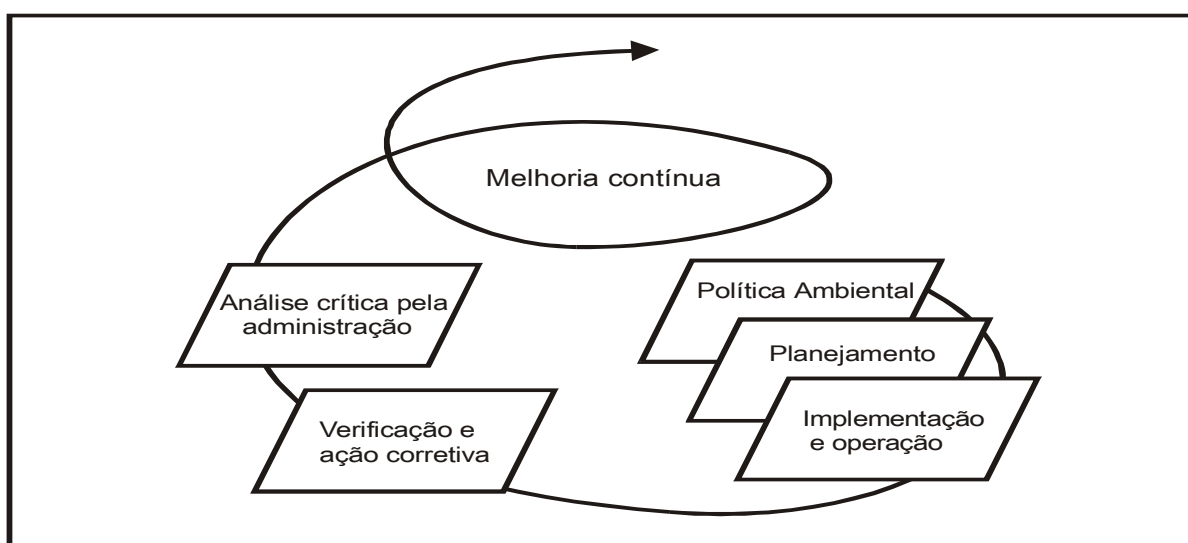 Melhoria contínua
Política Ambiental
Planejamento
Implementação
e operação
Verificação e
ação corretiva
Análise crítica pela
administração